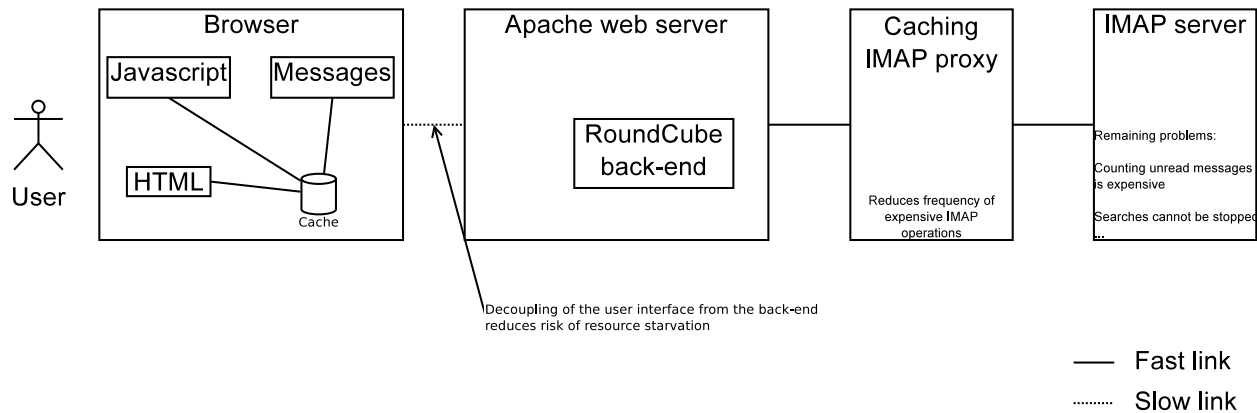 Browser
Javascript
Messages
HTML
Cache
User
Apache web server
RoundCube
back-end
Caching
IMAP proxy
Reduces frequency of
expensive IMAP
operations
IMAP server
Remaining problems:
Counting unread messages
is expensive
Searches cannot be stopped
...
Decoupling of the user interface from the back-end
reduces risk of resource starvation
Fast link
Slow link